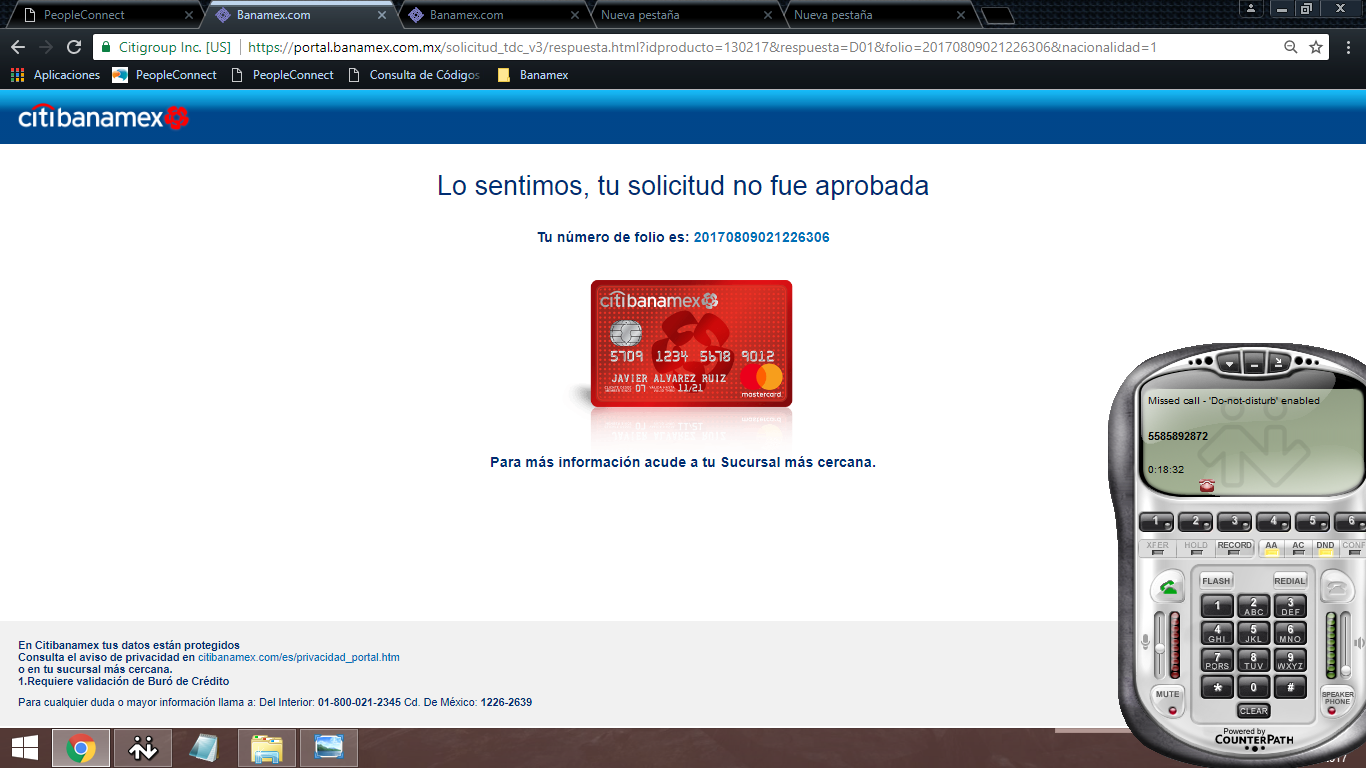 PeopleConnect
Banamex.com
Banamex.com
Nueva pestaña
Nueva pestaña
Citigroup Inc. [US]
https://portal.banamex.com.mx/solicitud_tdc_v3/respuesta.html?idproducto=130217&respuesta=D01&folio=20170809021226306&nacionalidad=1
Aplicaciones
PeopleConnect
PeopleConnect
Consulta de Códigos
Banamex
citibanamex
Lo sentimos, tu solicitud no fue aprobada
Tu número de folio es: 20170809021226306
citibanamex
5709 1234 5678 9012
JAVIER ALVAREZ RUIZ
07
11/21
mastercard
Para más información acude a tu Sucursal más cercana.
En Citibanamex tus datos están protegidos
Consulta el aviso de privacidad en citibanamex.com/es/privacidad_portal.htm
o en tu sucursal más cercana.
1.Requiere validación de Buró de Crédito
Para cualquier duda o mayor información llama a: Del Interior: 01-800-021-2345 Cd. De México: 1226-2639
Missed call - 'Do-not-disturb' enabled
5585892872
0:18:32
1 2 3 4 5 6
XFER HOLD RECORD AA AC DND CONF
FLASH REDIAL
1 2 ABC 3 DEF
4 GHI 5 JKL 6 MNO
7 PQRS 8 TUV 9 WXYZ
* 0 #
MUTE
SPEAKER PHONE
CLEAR
Powered by
COUNTERPATH